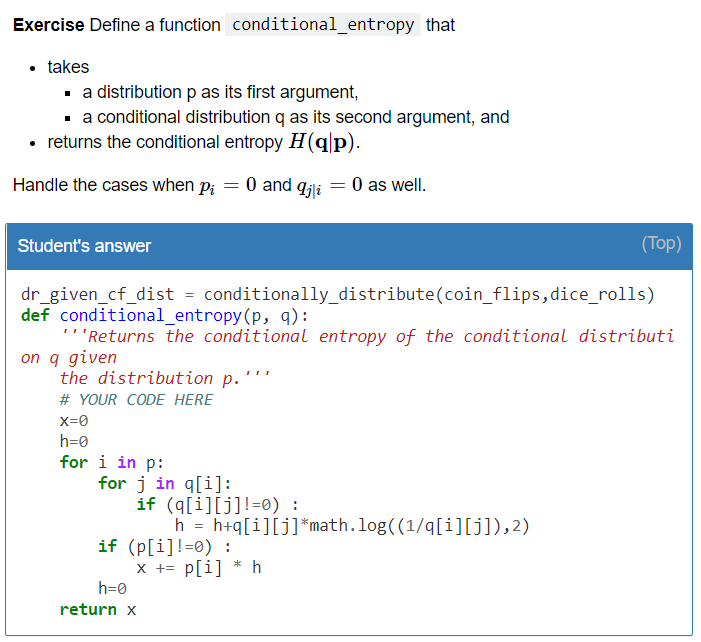 Exercise Define a function conditional_entropy that
• takes
▪ a distribution p as its first argument,
▪ a conditional distribution q as its second argument, and
• returns the conditional entropy H(q|p).
Handle the cases when pᵢ = 0 and qⱼ|ᵢ = 0 as well.
Student's answer (Top)
dr_given_cf_dist = conditionally_distribute(coin_flips,dice_rolls)
def conditional_entropy(p, q):
    '''Returns the conditional entropy of the conditional distributi
on q given
    the distribution p.'''
    # YOUR CODE HERE
    x=0
    h=0
    for i in p:
        for j in q[i]:
            if (q[i][j]!=0) :
                h = h+q[i][j]*math.log((1/q[i][j]),2)
        if (p[i]!=0) :
            x += p[i] * h
        h=0
    return x